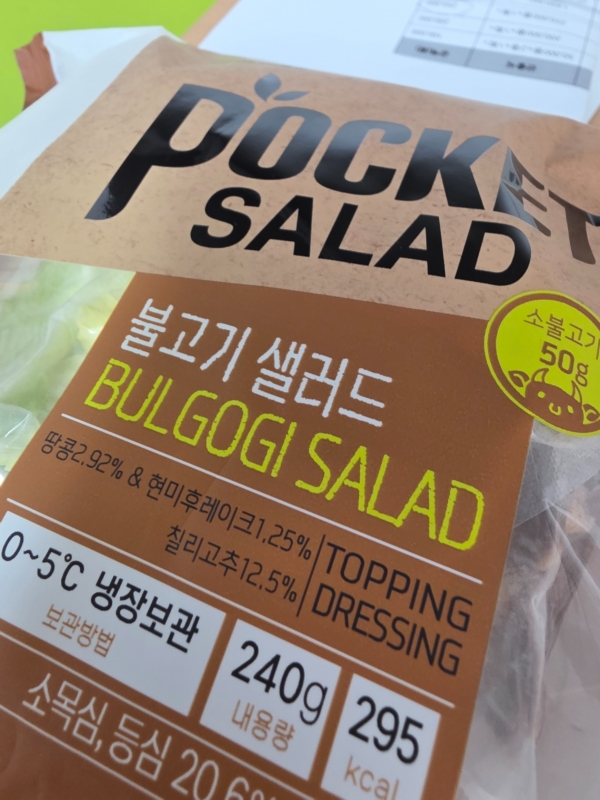 POCKET
SALAD
소불고기
50g
불고기 샐러드
BULGOGI SALAD
땅콩2.92% & 현미후레이크1.25% TOPPING
칠리고추12.5% DRESSING
0~5℃ 냉장보관
보관방법
240g
내용량
295
kcal
소목심,등심 20.6%